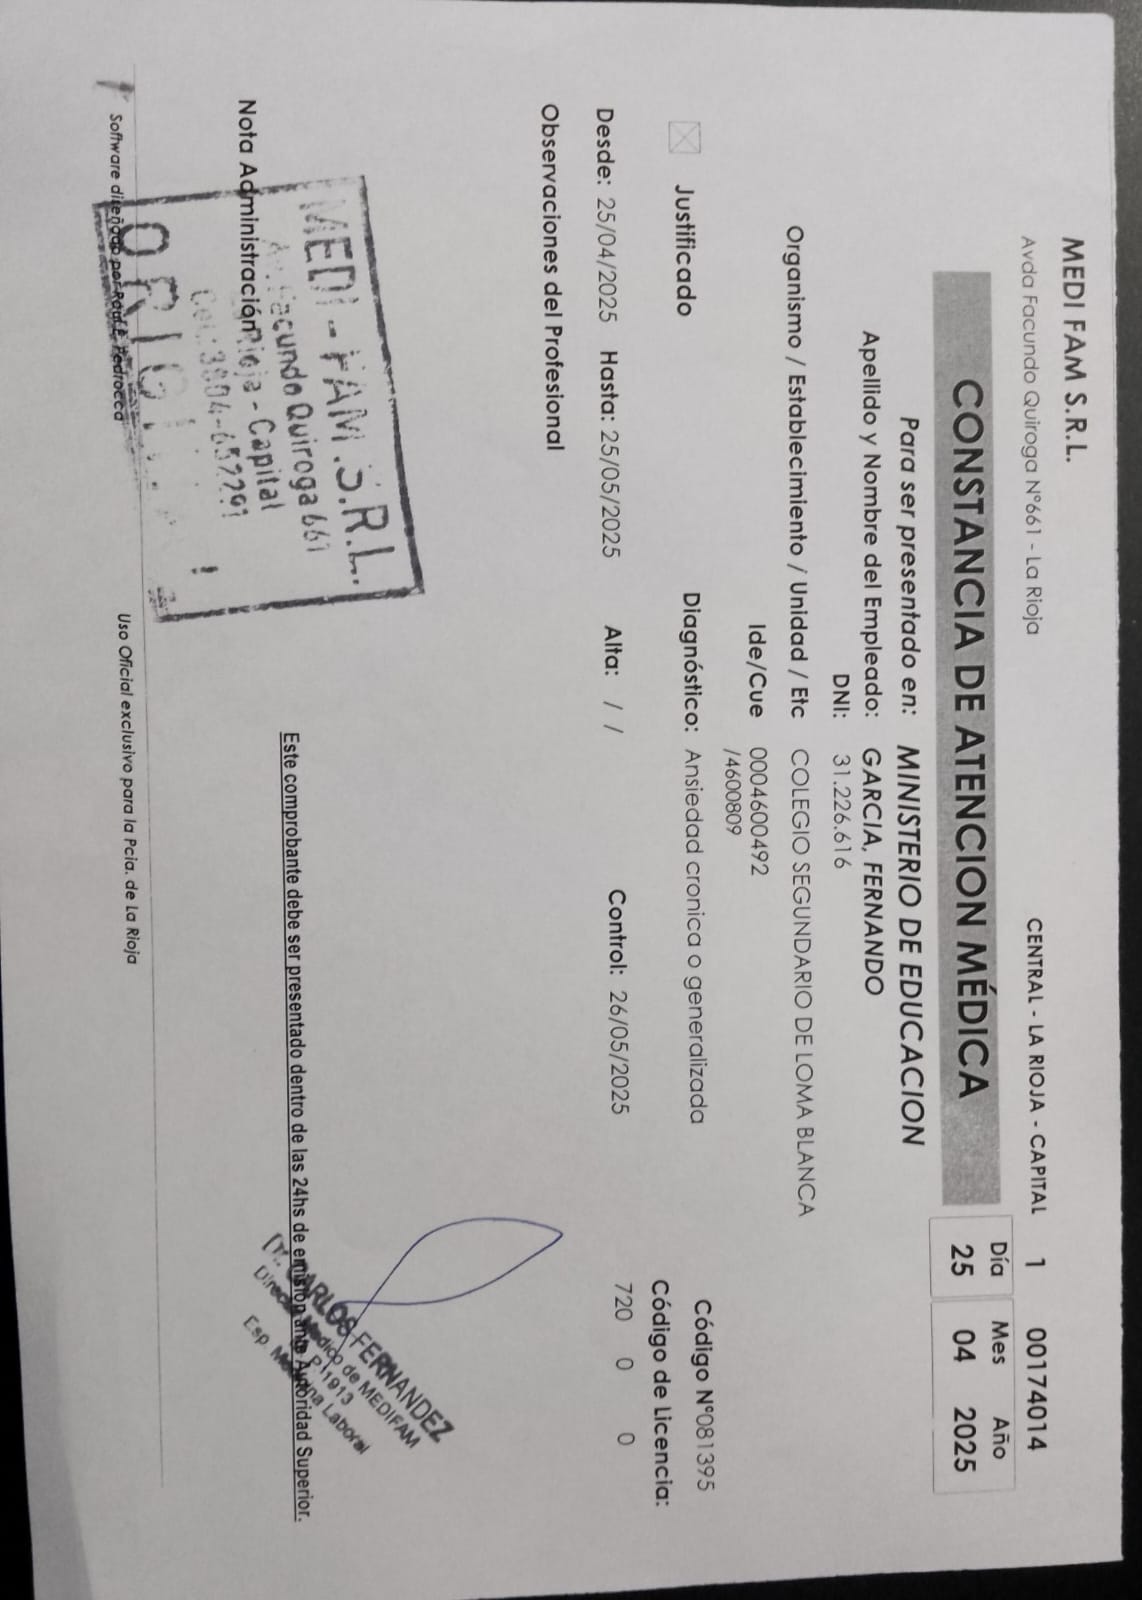 MEDI FAM S.R.L.
Avda Facundo Quiroga N°661 - La Rioja
CENTRAL - LA RIOJA - CAPITAL 1 00174014
CONSTANCIA DE ATENCION MÉDICA
Día Mes Año
25 04 2025
Para ser presentado en: MINISTERIO DE EDUCACION
Apellido y Nombre del Empleado: GARCIA, FERNANDO
DNI: 31.226.616
Organismo / Establecimiento / Unidad / Etc COLEGIO SEGUNDARIO DE LOMA BLANCA
Ide/Cue 0004600492
/4600809
Justificado
Diagnóstico: Ansiedad cronica o generalizada
Código N°081395
Código de Licencia:
Desde: 25/04/2025 Hasta: 25/05/2025 Alta: / / Control: 26/05/2025 720 0 0
Observaciones del Profesional
MEDI - FAM .S.R.L.
Av. Facundo Quiroga 661
Rioja - Capital
Cel.: 3804-657291
Nota Administración
Este comprobante debe ser presentado dentro de las 24hs de emisión ante Autoridad Superior.
Dr. CARLOS FERNANDEZ
Director Médico de MEDIFAM
P 1913
Esp. Medicina Laboral
Software diseñado por Raul E. Pedrocca
Uso Oficial exclusivo para la Pcia. de La Rioja